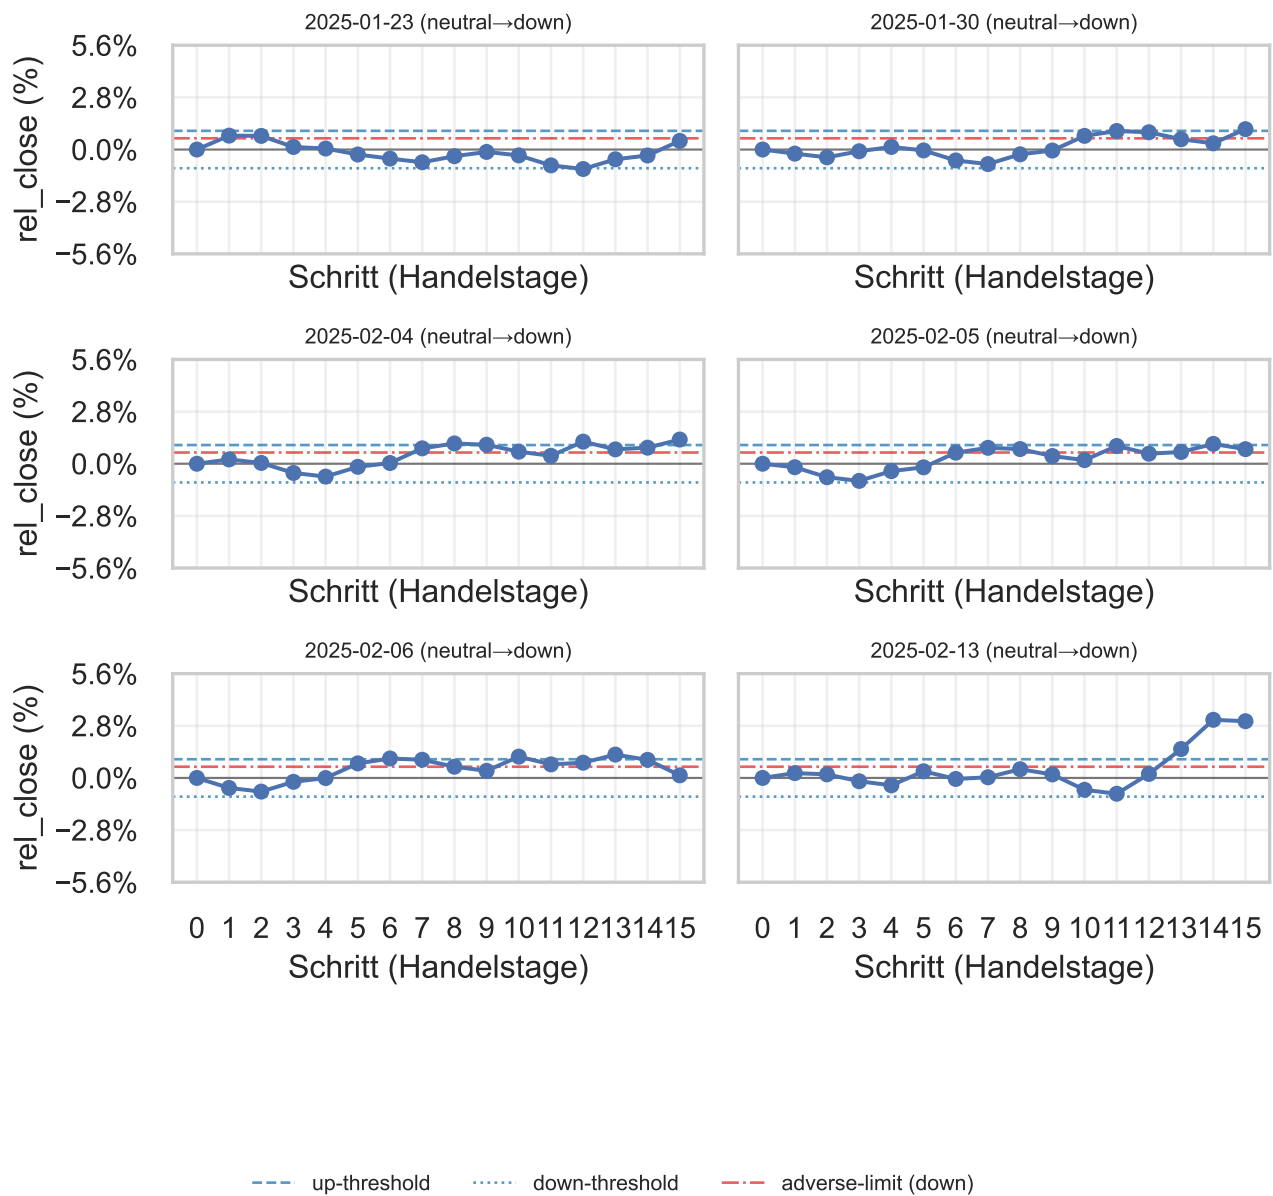 2025-01-23 (neutral→down)
2025-01-30 (neutral→down)
5.6%
2.8%
0.0%
−2.8%
−5.6%
rel_close (%)
Schritt (Handelstage)
Schritt (Handelstage)
2025-02-04 (neutral→down)
2025-02-05 (neutral→down)
5.6%
2.8%
0.0%
−2.8%
−5.6%
rel_close (%)
Schritt (Handelstage)
Schritt (Handelstage)
2025-02-06 (neutral→down)
2025-02-13 (neutral→down)
5.6%
2.8%
0.0%
−2.8%
−5.6%
rel_close (%)
0 1 2 3 4 5 6 7 8 9 10 11 12 13 14 15
0 1 2 3 4 5 6 7 8 9 10 11 12 13 14 15
Schritt (Handelstage)
Schritt (Handelstage)
up-threshold
down-threshold
adverse-limit (down)